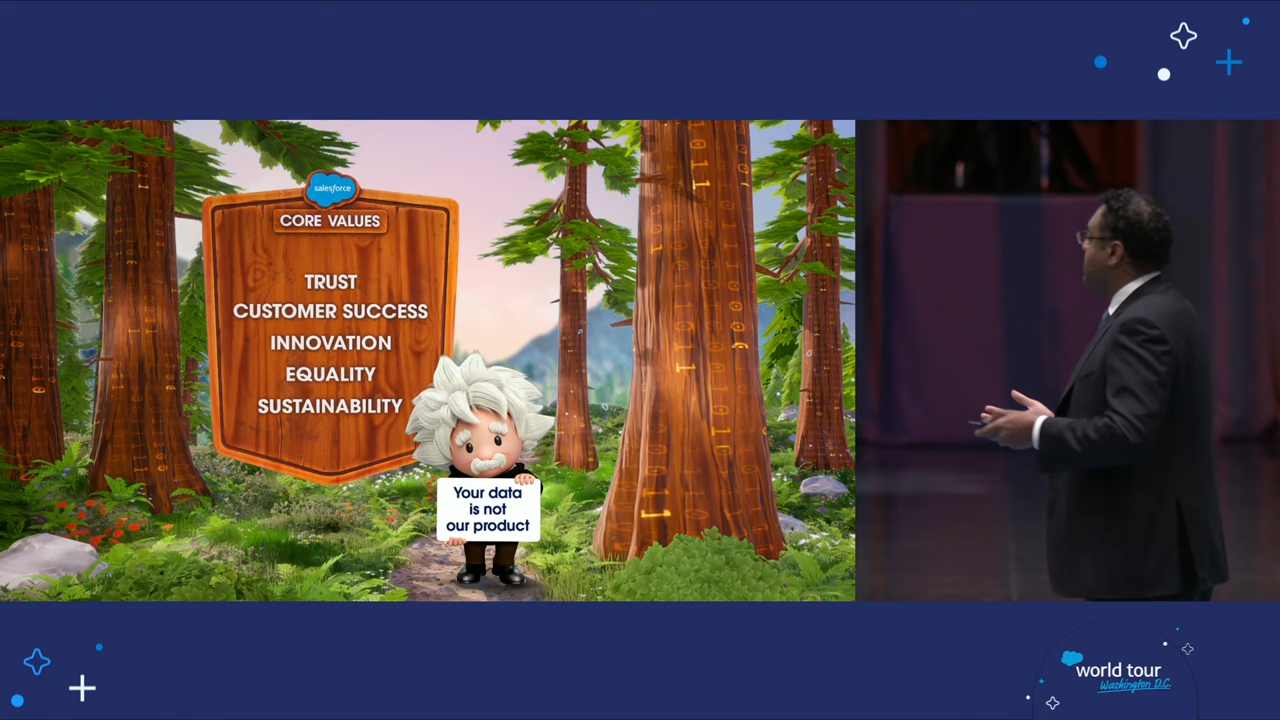 salesforce
CORE VALUES
TRUST
CUSTOMER SUCCESS
INNOVATION
EQUALITY
SUSTAINABILITY
Your data
is not
our product
world tour
Washington D.C.